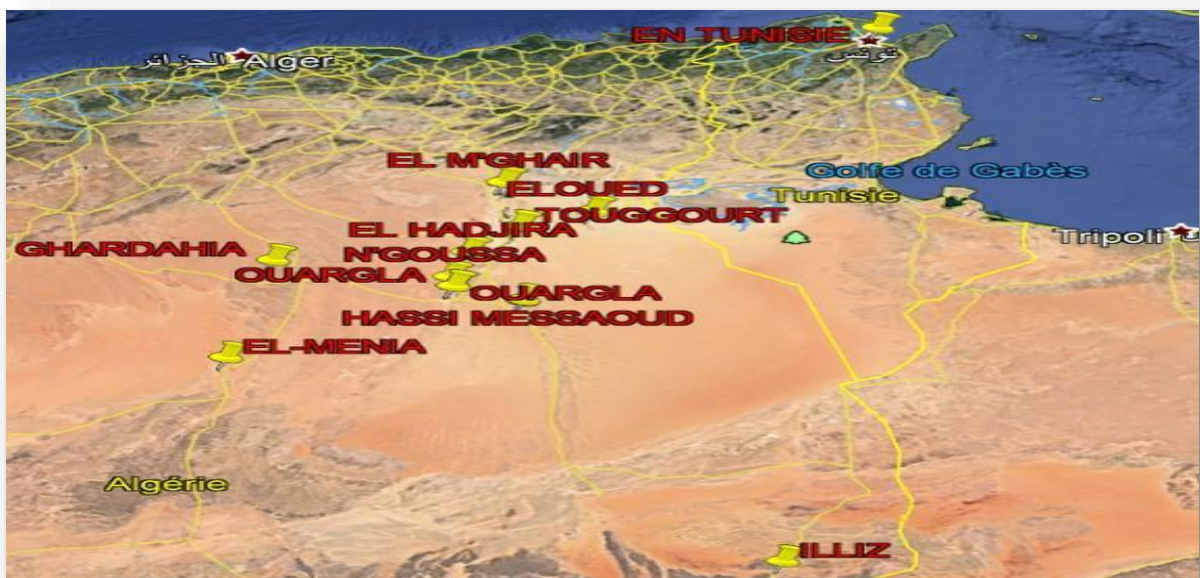 EN TUNISIE
تونس
الجزائر Alger
EL M'GHAIR
Golfe de Gabès
ELOUED
Tunisie
TOUGGOURT
EL HADJIRA
Tripoli
GHARDAHIA
N'GOUSSA
OUARGLA
OUARGLA
HASSI MESSAOUD
EL-MENIA
Algérie
ILLIZ